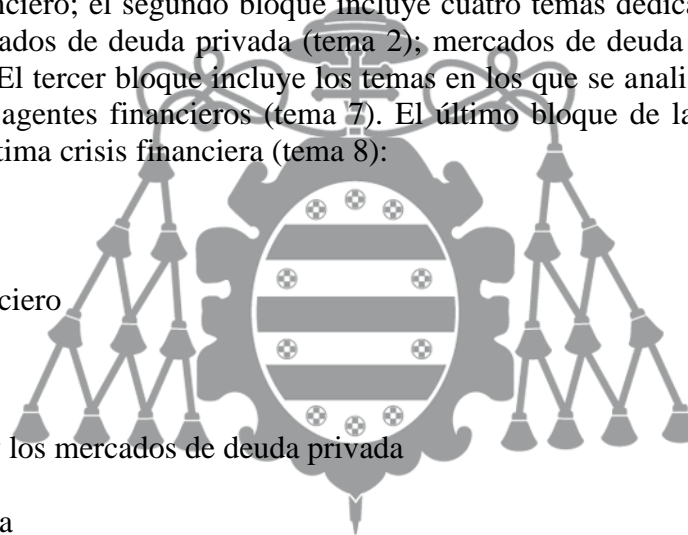 nciero; el segundo bloque incluye cuatro temas dedica
ados de deuda privada (tema 2); mercados de deuda
El tercer bloque incluye los temas en los que se anali
agentes financieros (tema 7). El último bloque de la
tima crisis financiera (tema 8):
ciero
los mercados de deuda privada
a